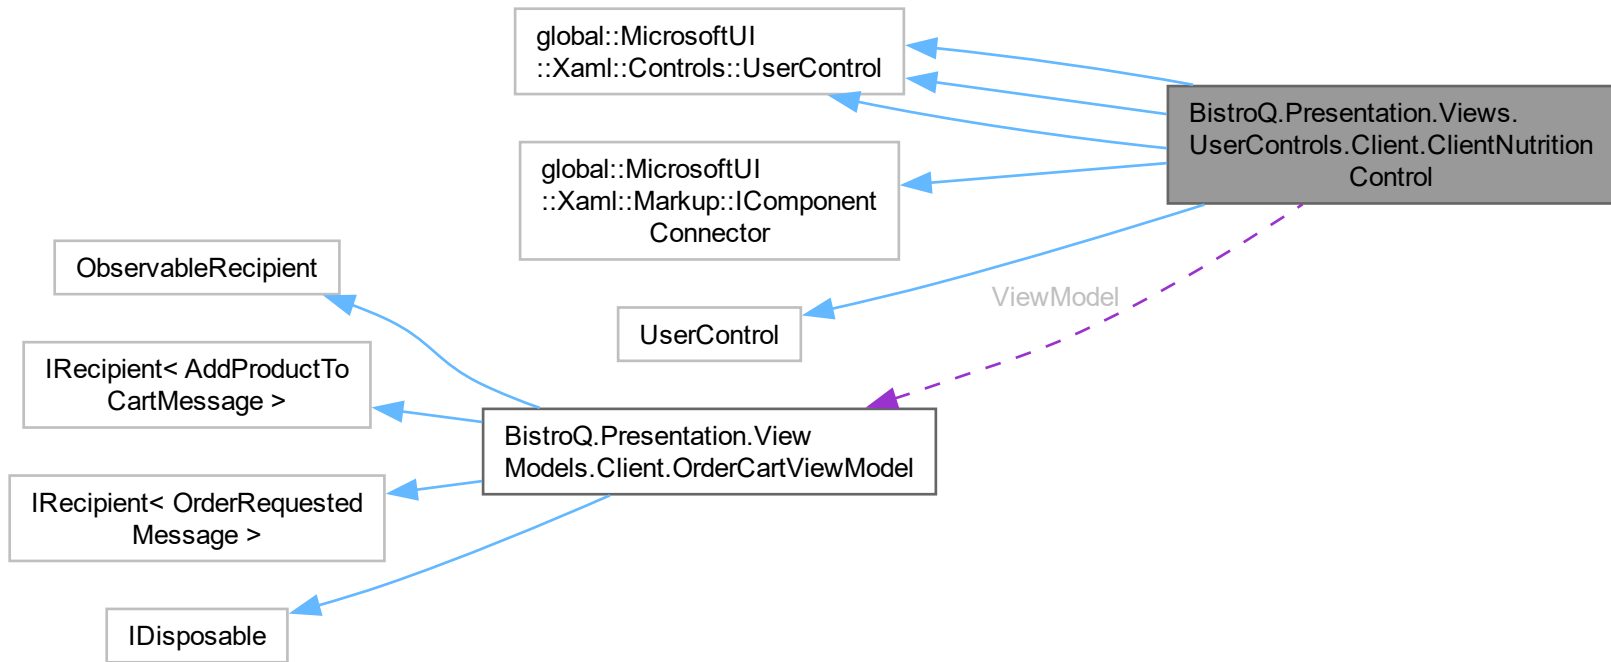 global::MicrosoftUI
::Xaml::Controls::UserControl
BistroQ.Presentation.Views.
UserControls.Client.ClientNutrition
Control
global::MicrosoftUI
::Xaml::Markup::IComponent
Connector
ObservableRecipient
ViewModel
UserControl
IRecipient< AddProductTo
CartMessage >
BistroQ.Presentation.View
Models.Client.OrderCartViewModel
IRecipient< OrderRequested
Message >
IDisposable